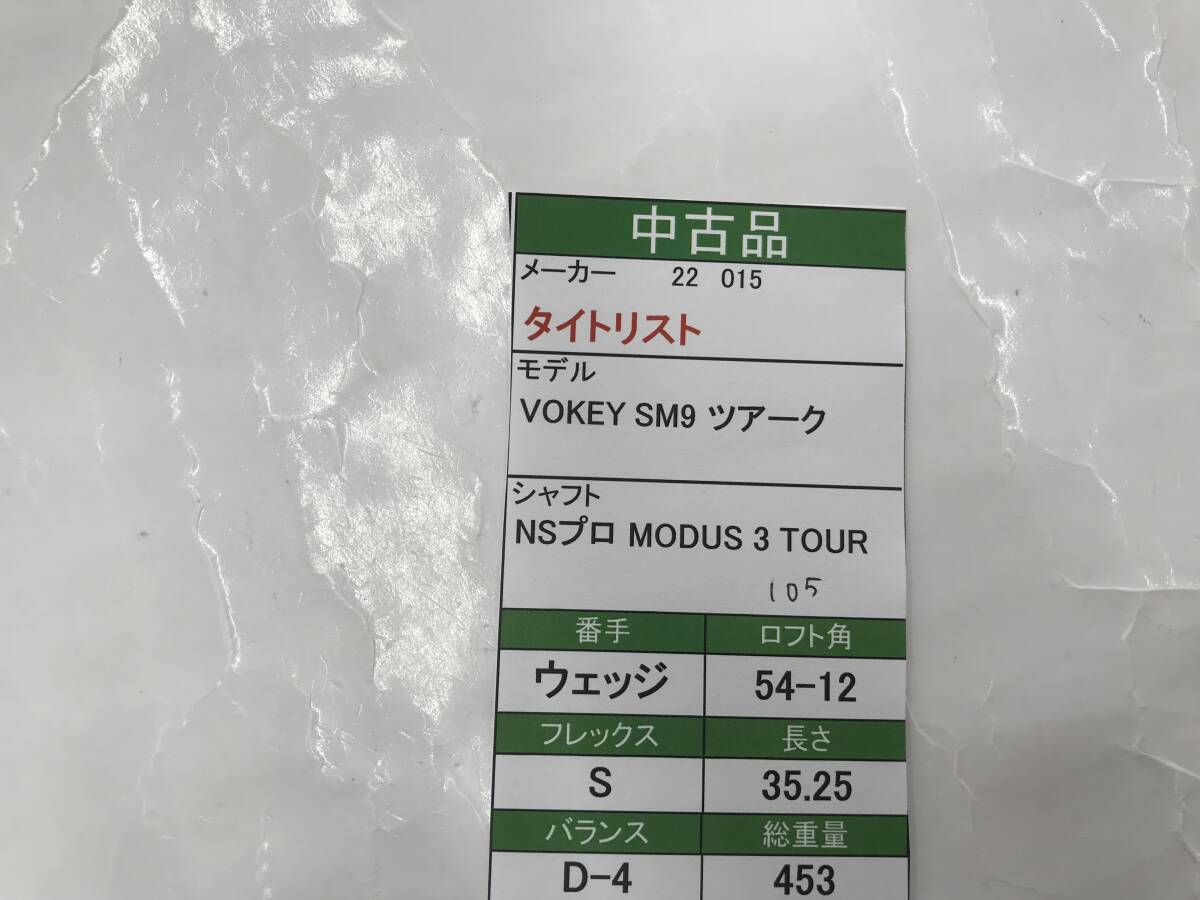 中古品
メーカー 22 015
タイトリスト
モデル
VOKEY SM9 ツアーク
シャフト
NSプロ MODUS 3 TOUR
105
番手 ロフト角
ウェッジ 54-12
フレックス 長さ
S 35.25
バランス 総重量
D-4 453